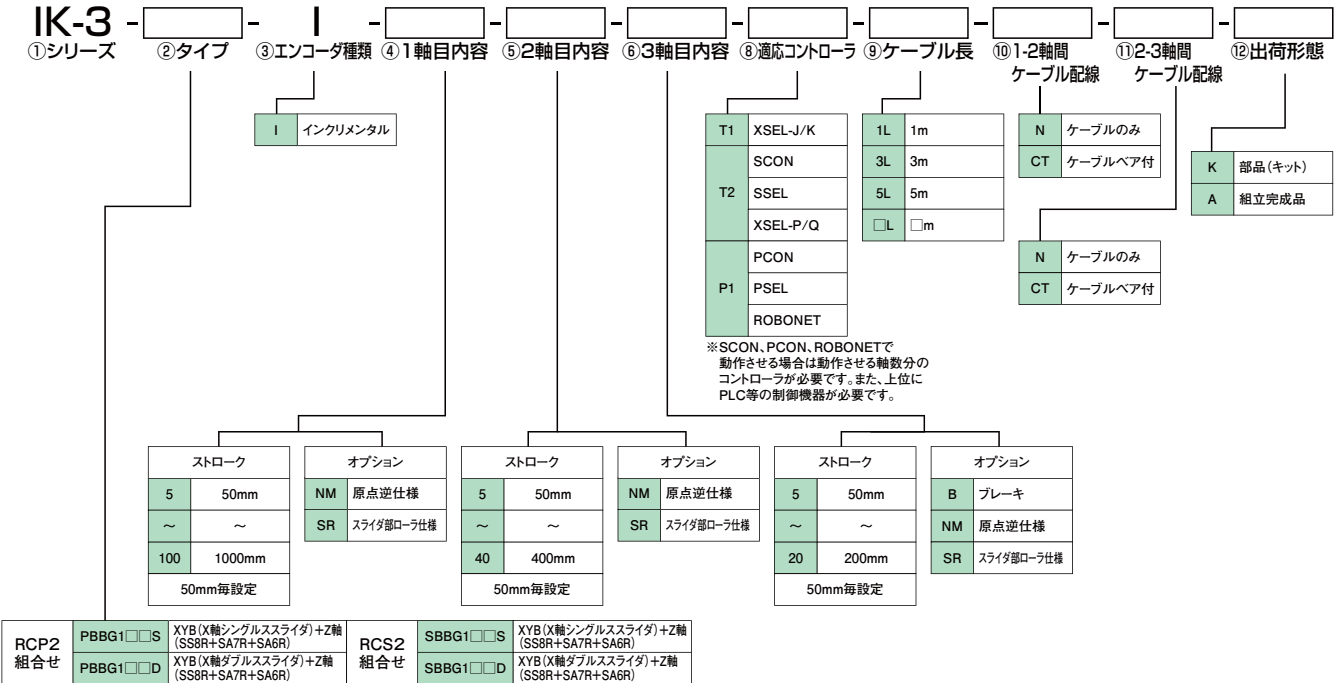 IK-3 - - I - - - - - - - -
①シリーズ ②タイプ ③エンコーダ種類 ④1軸目内容 ⑤2軸目内容 ⑥3軸目内容 ⑧適応コントローラ ⑨ケーブル長 ⑩1-2軸間 ⑪2-3軸間 ⑫出荷形態
ケーブル配線 ケーブル配線
I インクリメンタル
T1 XSEL-J/K
T2 SCON
SSEL
XSEL-P/Q
P1 PCON
PSEL
ROBONET
※SCON、PCON、ROBONETで
動作させる場合は動作させる軸数分の
コントローラが必要です。また、上位に
PLC等の制御機器が必要です。
1L 1m
3L 3m
5L 5m
□L □m
N ケーブルのみ
CT ケーブルベア付
N ケーブルのみ
CT ケーブルベア付
K 部品(キット)
A 組立完成品
ストローク
5 50mm
～ ～
100 1000mm
50mm毎設定
オプション
NM 原点逆仕様
SR スライダ部ローラ仕様
ストローク
5 50mm
～ ～
40 400mm
50mm毎設定
オプション
NM 原点逆仕様
SR スライダ部ローラ仕様
ストローク
5 50mm
～ ～
20 200mm
50mm毎設定
オプション
B ブレーキ
NM 原点逆仕様
SR スライダ部ローラ仕様
RCP2
組合せ
PBBG1□□S XYB(X軸シングルススライダ)+Z軸
(SS8R+SA7R+SA6R)
PBBG1□□D XYB(X軸ダブルススライダ)+Z軸
(SS8R+SA7R+SA6R)
RCS2
組合せ
SBBG1□□S XYB(X軸シングルススライダ)+Z軸
(SS8R+SA7R+SA6R)
SBBG1□□D XYB(X軸ダブルススライダ)+Z軸
(SS8R+SA7R+SA6R)